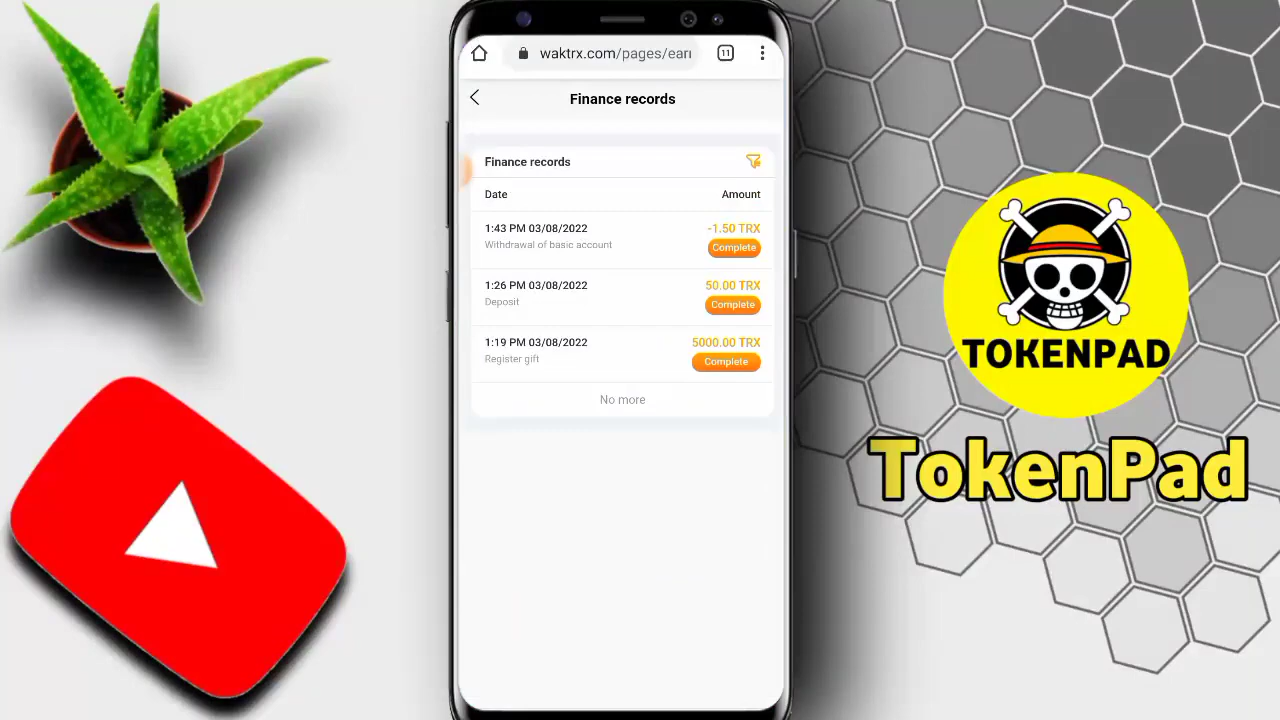 waktrx.com/pages/earn
11
Finance records
Finance records
Date Amount
1:43 PM 03/08/2022 -1.50 TRX
Withdrawal of basic account Complete
1:26 PM 03/08/2022 50.00 TRX
Deposit Complete
1:19 PM 03/08/2022 5000.00 TRX
Register gift Complete
No more
TOKENPAD
TokenPad